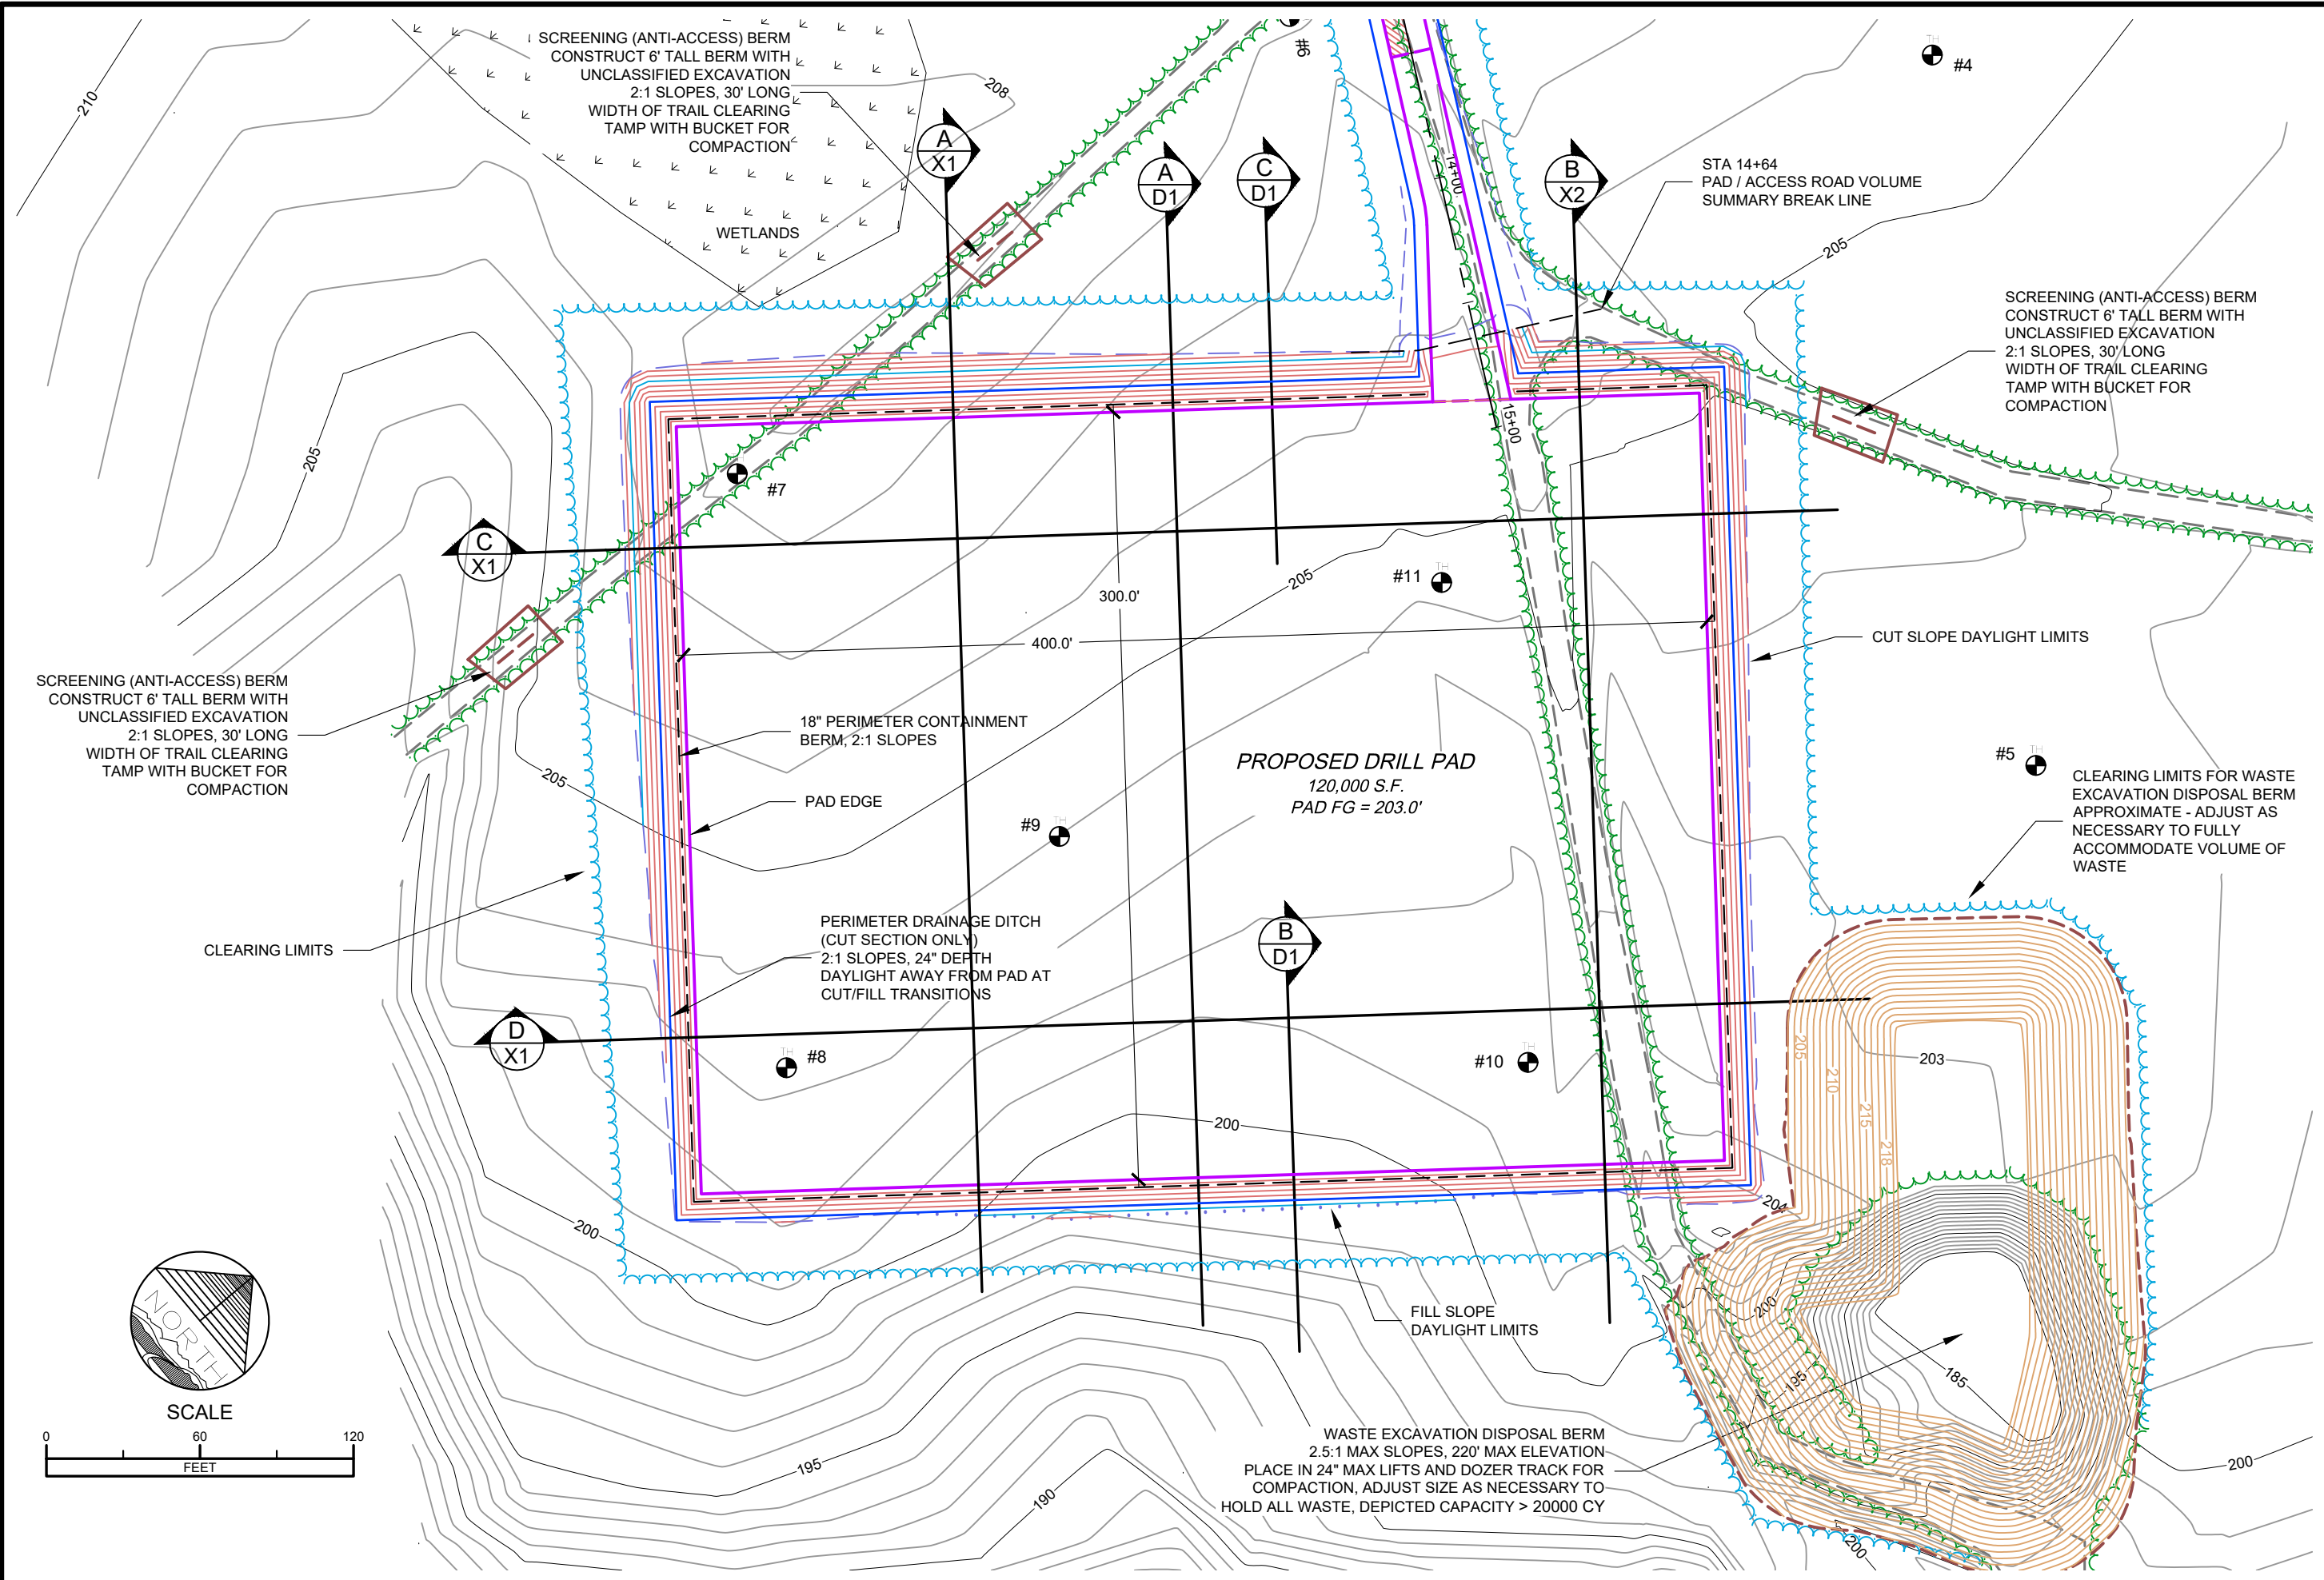 SCREENING (ANTI-ACCESS) BERM
CONSTRUCT 6' TALL BERM WITH
UNCLASSIFIED EXCAVATION
2:1 SLOPES, 30' LONG
WIDTH OF TRAIL CLEARING
TAMP WITH BUCKET FOR
COMPACTION
210
208
#6
TH
#4
A
X1
A
D1
C
D1
B
X2
14+00
STA 14+64
PAD / ACCESS ROAD VOLUME
SUMMARY BREAK LINE
WETLANDS
205
SCREENING (ANTI-ACCESS) BERM
CONSTRUCT 6' TALL BERM WITH
UNCLASSIFIED EXCAVATION
2:1 SLOPES, 30' LONG
WIDTH OF TRAIL CLEARING
TAMP WITH BUCKET FOR
COMPACTION
15+00
205
#7
C
X1
205
TH
#11
300.0'
400.0'
CUT SLOPE DAYLIGHT LIMITS
SCREENING (ANTI-ACCESS) BERM
CONSTRUCT 6' TALL BERM WITH
UNCLASSIFIED EXCAVATION
2:1 SLOPES, 30' LONG
WIDTH OF TRAIL CLEARING
TAMP WITH BUCKET FOR
COMPACTION
205
18" PERIMETER CONTAINMENT
BERM, 2:1 SLOPES
PAD EDGE
PROPOSED DRILL PAD
120,000 S.F.
PAD FG = 203.0'
TH
#5
TH
#9
CLEARING LIMITS FOR WASTE
EXCAVATION DISPOSAL BERM
APPROXIMATE - ADJUST AS
NECESSARY TO FULLY
ACCOMMODATE VOLUME OF
WASTE
CLEARING LIMITS
PERIMETER DRAINAGE DITCH
(CUT SECTION ONLY)
2:1 SLOPES, 24" DEPTH
DAYLIGHT AWAY FROM PAD AT
CUT/FILL TRANSITIONS
B
D1
D
X1
TH
#8
TH
#10
205
210
215
218
203
200
200
204
200
195
185
NORTH
SCALE
0
60
120
FEET
FILL SLOPE
DAYLIGHT LIMITS
195
190
WASTE EXCAVATION DISPOSAL BERM
2.5:1 MAX SLOPES, 220' MAX ELEVATION
PLACE IN 24" MAX LIFTS AND DOZER TRACK FOR
COMPACTION, ADJUST SIZE AS NECESSARY TO
HOLD ALL WASTE, DEPICTED CAPACITY > 20000 CY
200
200